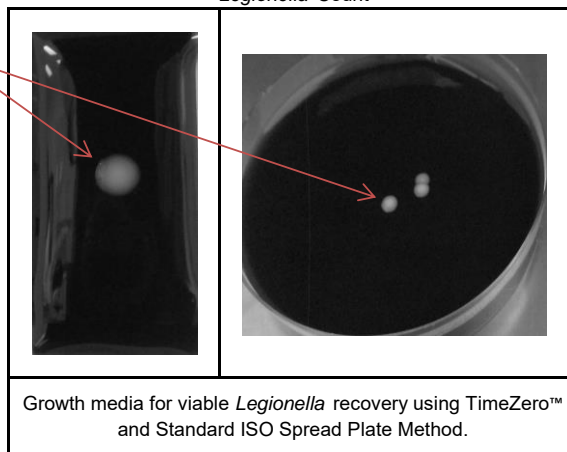 Legionella Count
Growth media for viable Legionella recovery using TimeZero™
and Standard ISO Spread Plate Method.